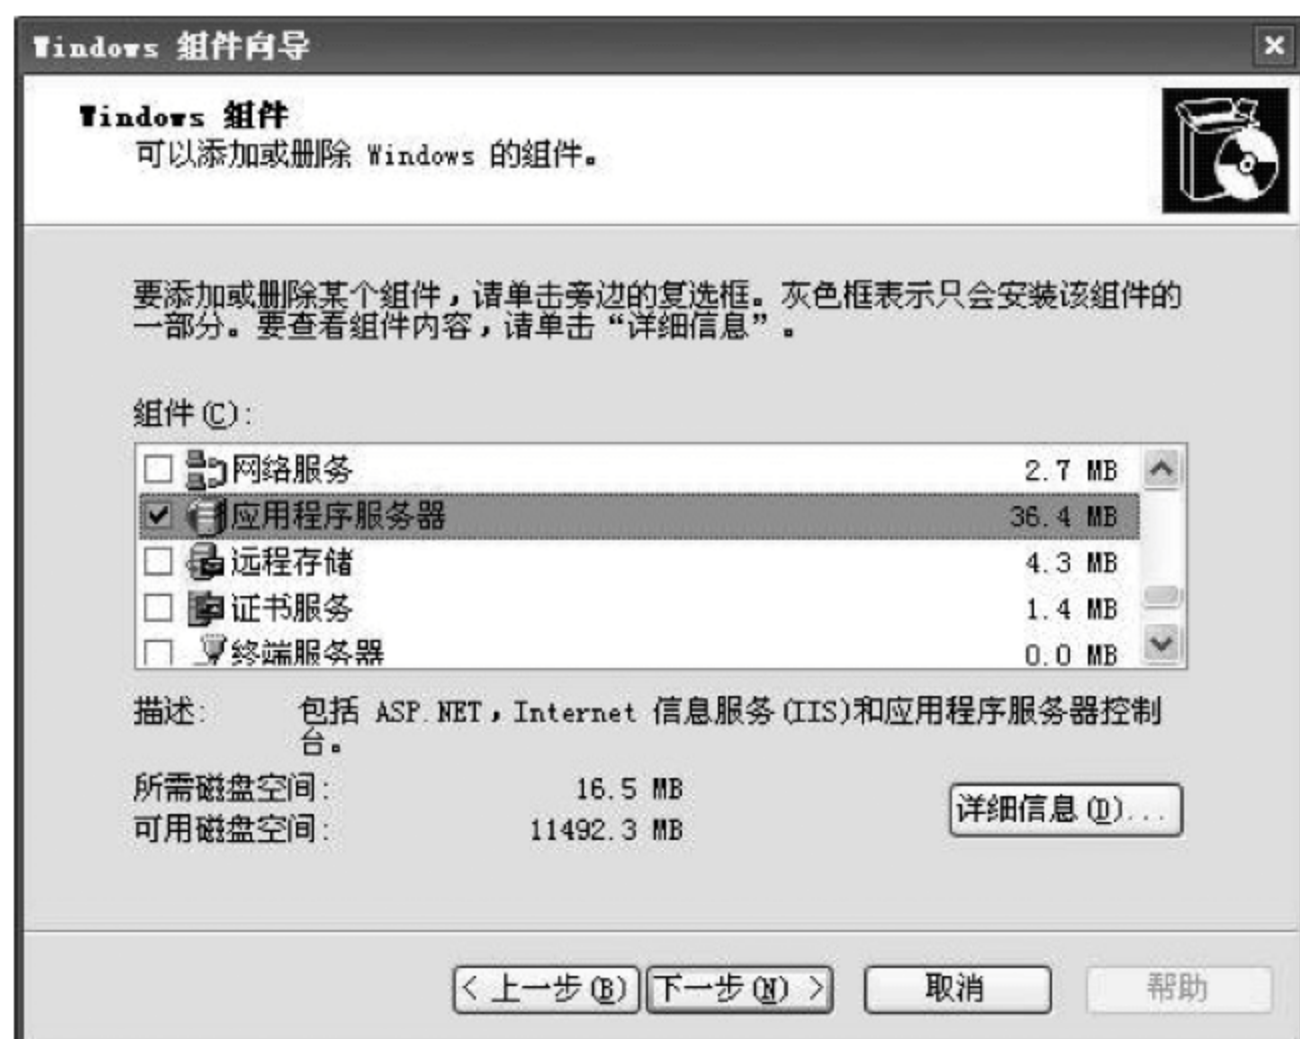 Windows 组件向导
Windows 组件
可以添加或删除 Windows 的组件。
要添加或删除某个组件，请单击旁边的复选框。灰色框表示只会安装该组件的
一部分。要查看组件内容，请单击“详细信息”。
组件(C):
网络服务 2.7 MB
应用程序服务器 36.4 MB
远程存储 4.3 MB
证书服务 1.4 MB
终端服务器 0.0 MB
描述: 包括 ASP.NET，Internet 信息服务(IIS)和应用程序服务器控制
台。
所需磁盘空间: 16.5 MB
可用磁盘空间: 11492.3 MB
详细信息(D)...
< 上一步(B) 下一步(N) > 取消 帮助